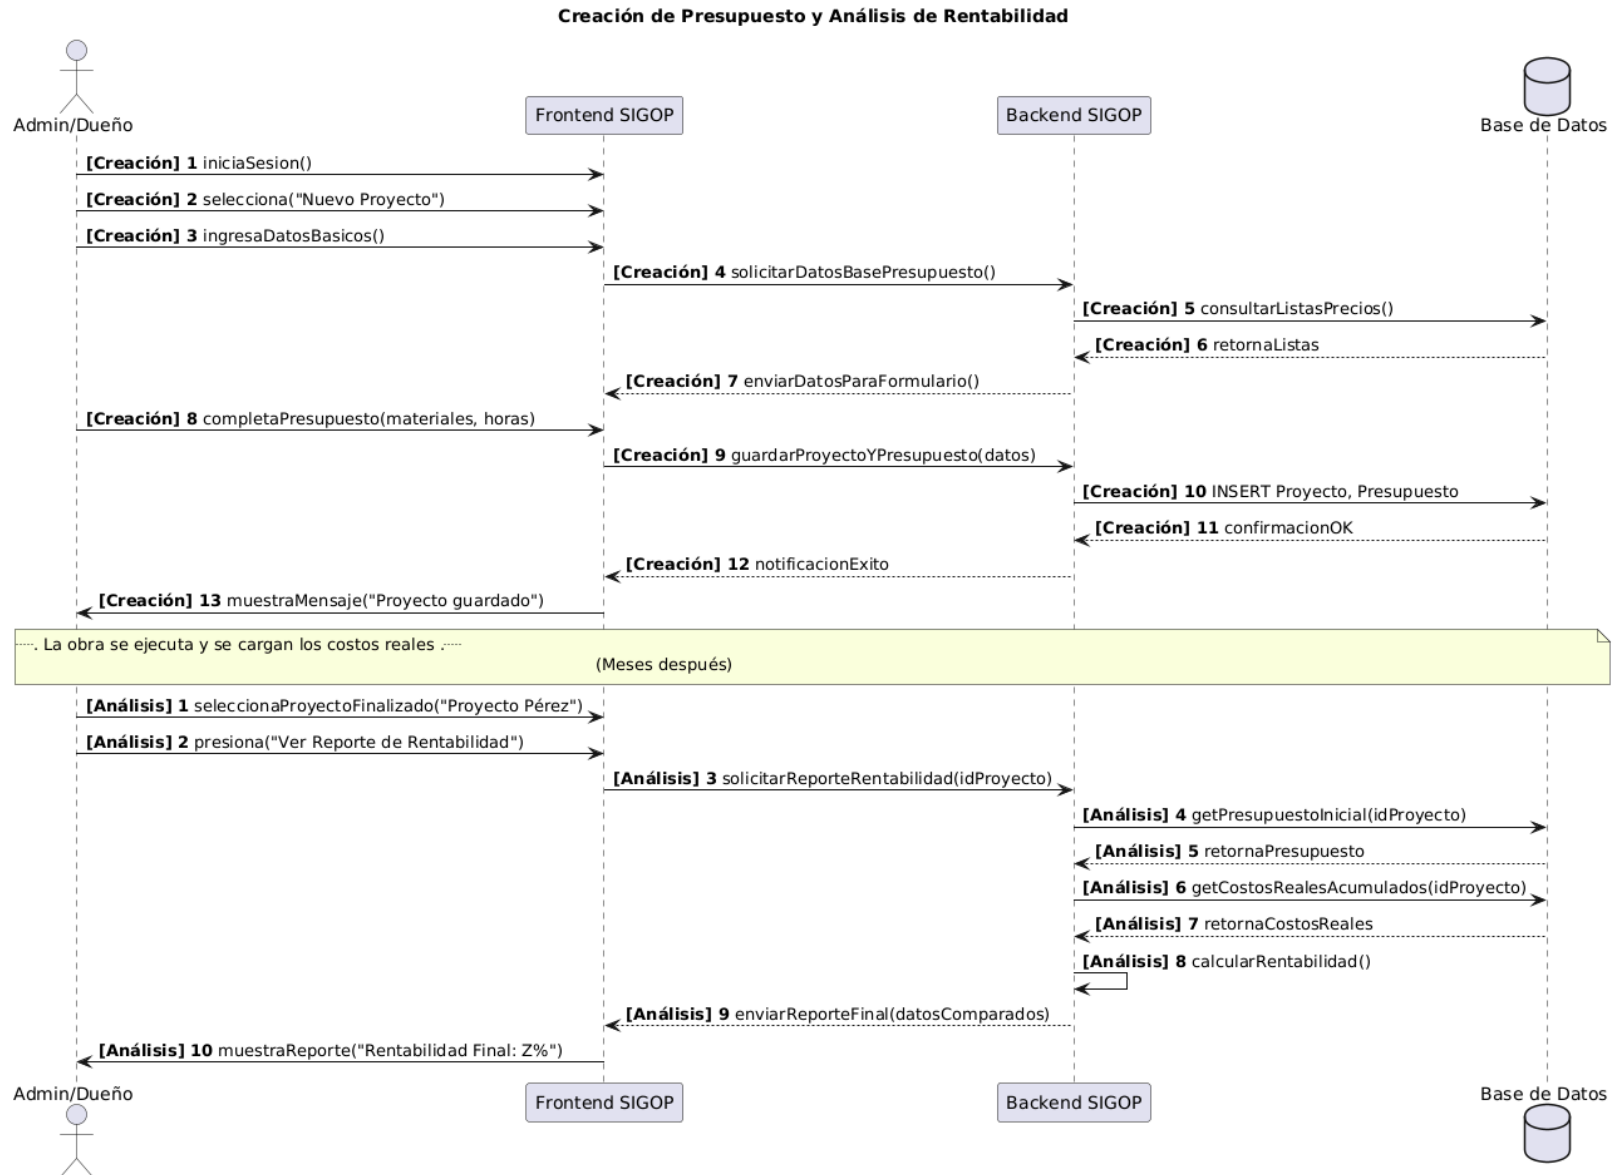 Creación de Presupuesto y Análisis de Rentabilidad
Admin/Dueño
Frontend SIGOP
Backend SIGOP
Base de Datos
[Creación] 1 iniciaSesion()
[Creación] 2 selecciona("Nuevo Proyecto")
[Creación] 3 ingresaDatosBasicos()
[Creación] 4 solicitarDatosBasePresupuesto()
[Creación] 5 consultarListasPrecios()
[Creación] 6 retornaListas
[Creación] 7 enviarDatosParaFormulario()
[Creación] 8 completaPresupuesto(materiales, horas)
[Creación] 9 guardarProyectoYPresupuesto(datos)
[Creación] 10 INSERT Proyecto, Presupuesto
[Creación] 11 confirmacionOK
[Creación] 12 notificacionExito
[Creación] 13 muestraMensaje("Proyecto guardado")
. La obra se ejecuta y se cargan los costos reales .
(Meses después)
[Análisis] 1 seleccionaProyectoFinalizado("Proyecto Pérez")
[Análisis] 2 presiona("Ver Reporte de Rentabilidad")
[Análisis] 3 solicitarReporteRentabilidad(idProyecto)
[Análisis] 4 getPresupuestoInicial(idProyecto)
[Análisis] 5 retornaPresupuesto
[Análisis] 6 getCostosRealesAcumulados(idProyecto)
[Análisis] 7 retornaCostosReales
[Análisis] 8 calcularRentabilidad()
[Análisis] 9 enviarReporteFinal(datosComparados)
[Análisis] 10 muestraReporte("Rentabilidad Final: Z%")
Admin/Dueño
Frontend SIGOP
Backend SIGOP
Base de Datos